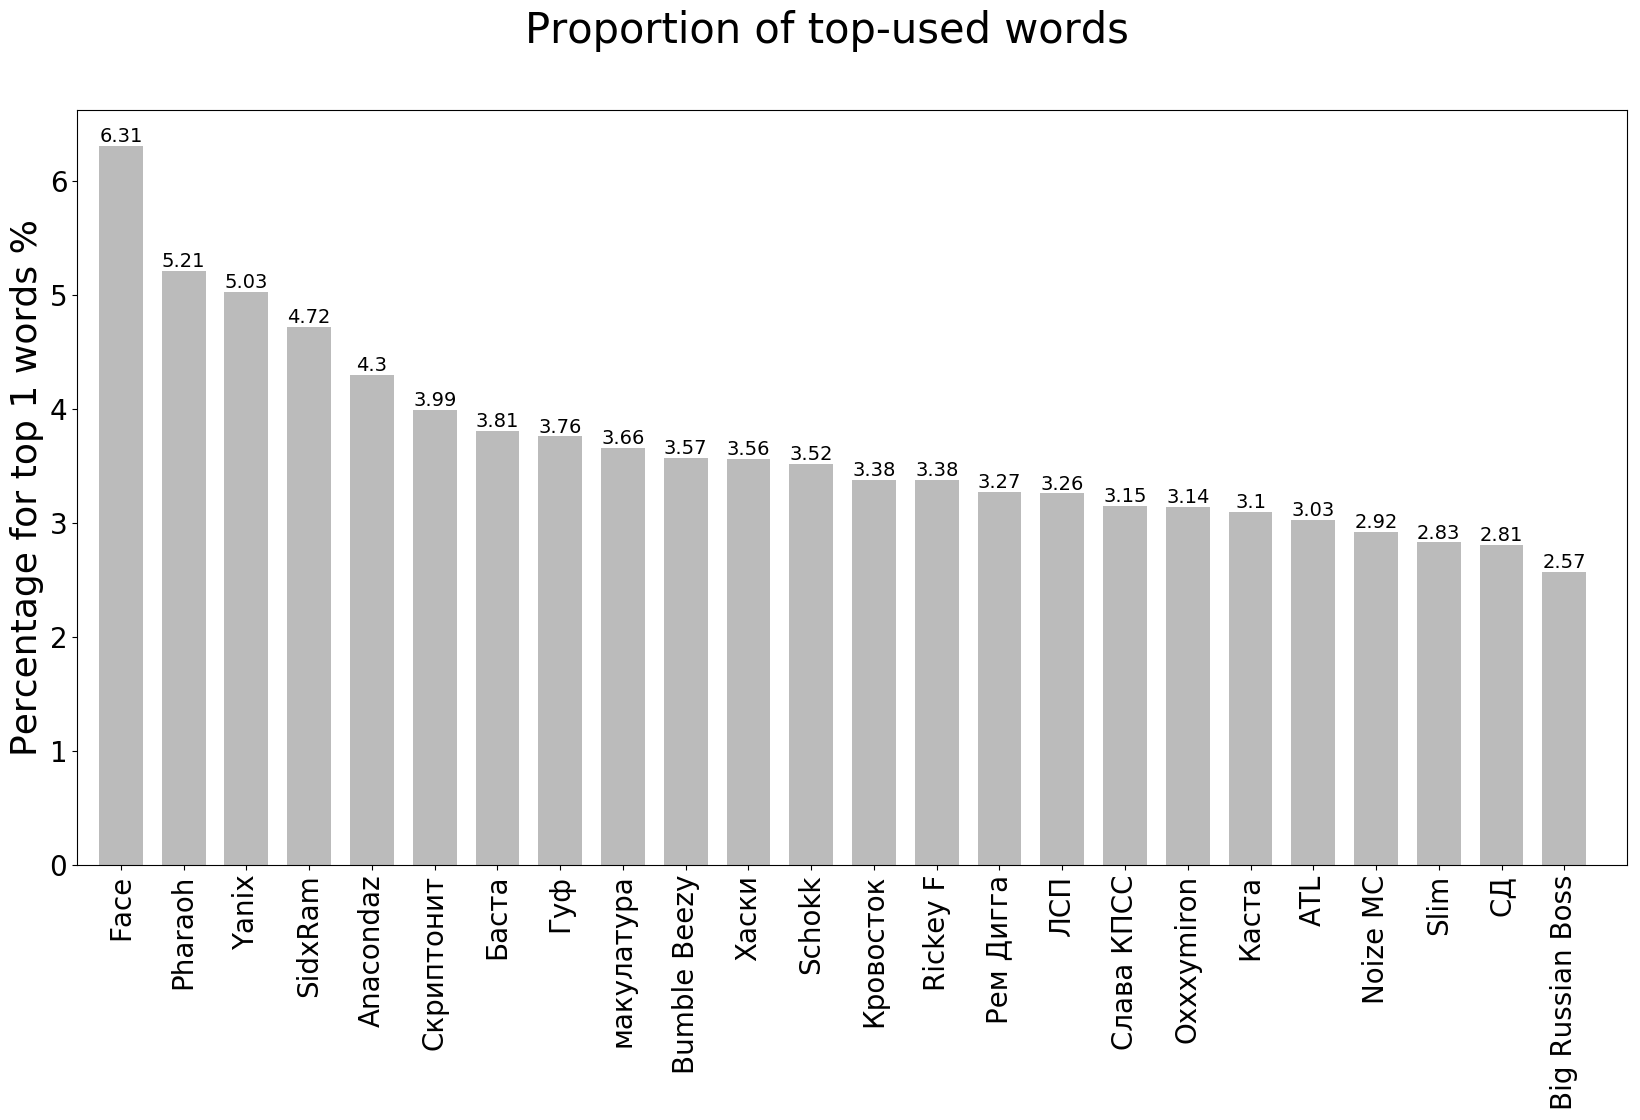 Proportion of top-used words
Percentage for top 1 words %
6
5
4
3
2
1
0
6.31
5.21
5.03
4.72
4.3
3.99
3.81
3.76
3.66
3.57
3.56
3.52
3.38
3.38
3.27
3.26
3.15
3.14
3.1
3.03
2.92
2.83
2.81
2.57
Face
Pharaoh
Yanix
SidxRam
Anacondaz
Скриптонит
Баста
Гуф
макулатура
Bumble Beezy
Хаски
Schokk
Кровосток
Rickey F
Рем Дигга
ЛСП
Слава КПСС
Oxxxymiron
Каста
ATL
Noize MC
Slim
СД
Big Russian Boss